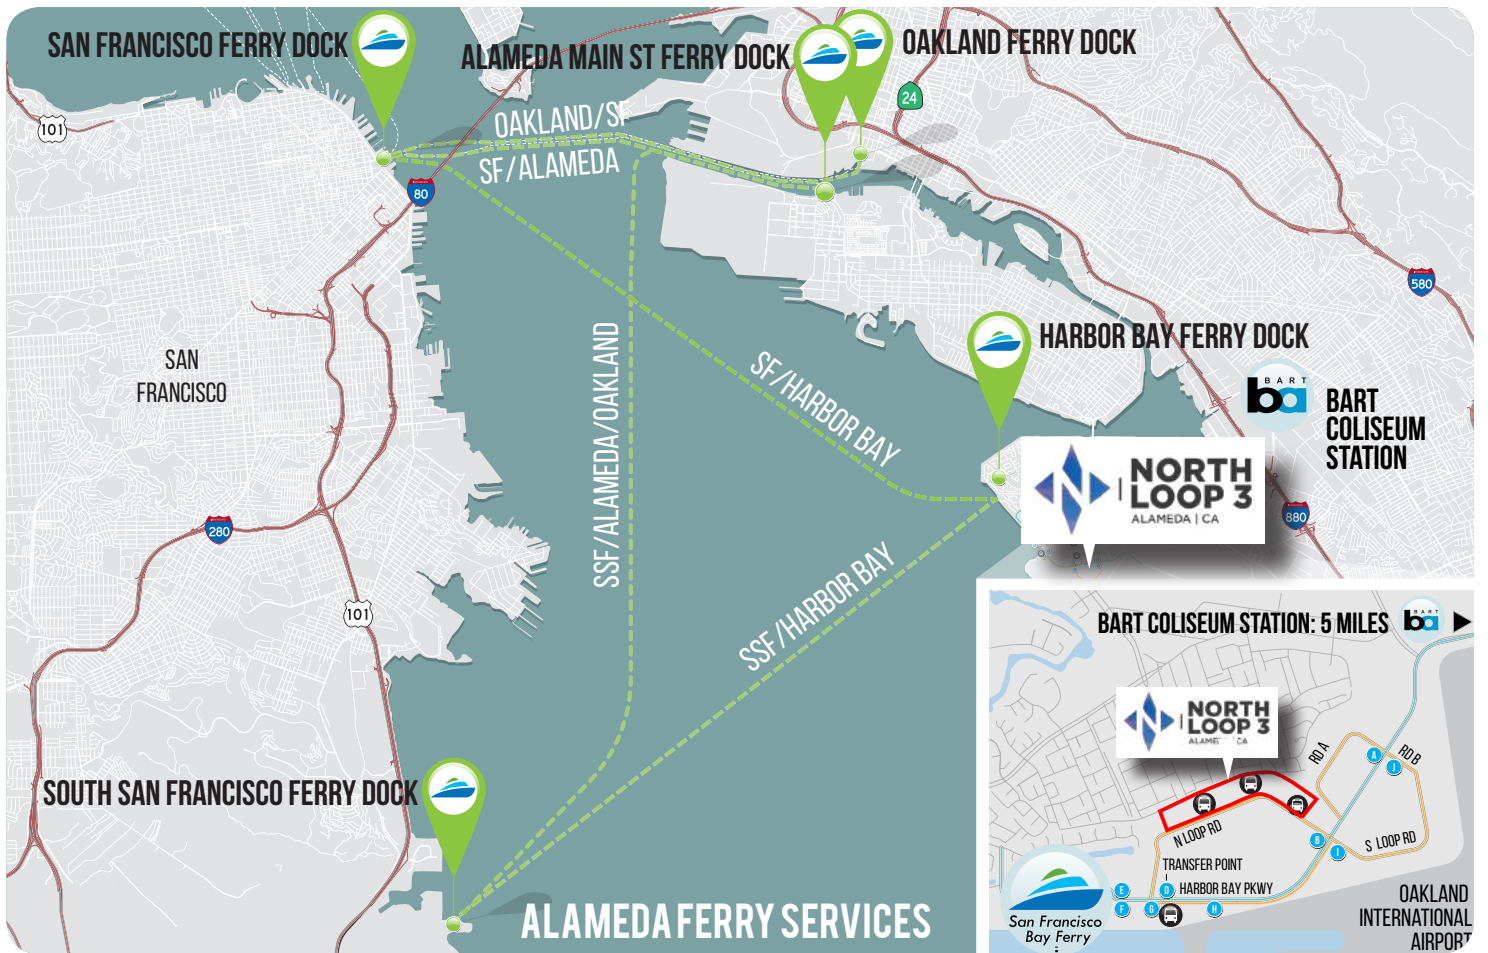 SAN FRANCISCO FERRY DOCK
ALAMEDA MAIN ST FERRY DOCK
OAKLAND FERRY DOCK
101
24
OAKLAND/SF
SF/ALAMEDA
80
580
HARBOR BAY FERRY DOCK
SAN
FRANCISCO
SSF/ALAMEDA/OAKLAND
SF/HARBOR BAY
BART
ba
BART
COLISEUM
STATION
NORTH
LOOP 3
ALAMEDA | CA
280
880
101
SSF/HARBOR BAY
SOUTH SAN FRANCISCO FERRY DOCK
ALAMEDA FERRY SERVICES
BART COLISEUM STATION: 5 MILES
BART
ba
NORTH
LOOP 3
RD A
RD B
A
J
N LOOP RD
B
I
S LOOP RD
TRANSFER POINT
E
D
HARBOR BAY PKWY
F
G
H
San Francisco
Bay Ferry
OAKLAND
INTERNATIONAL
AIRPORT